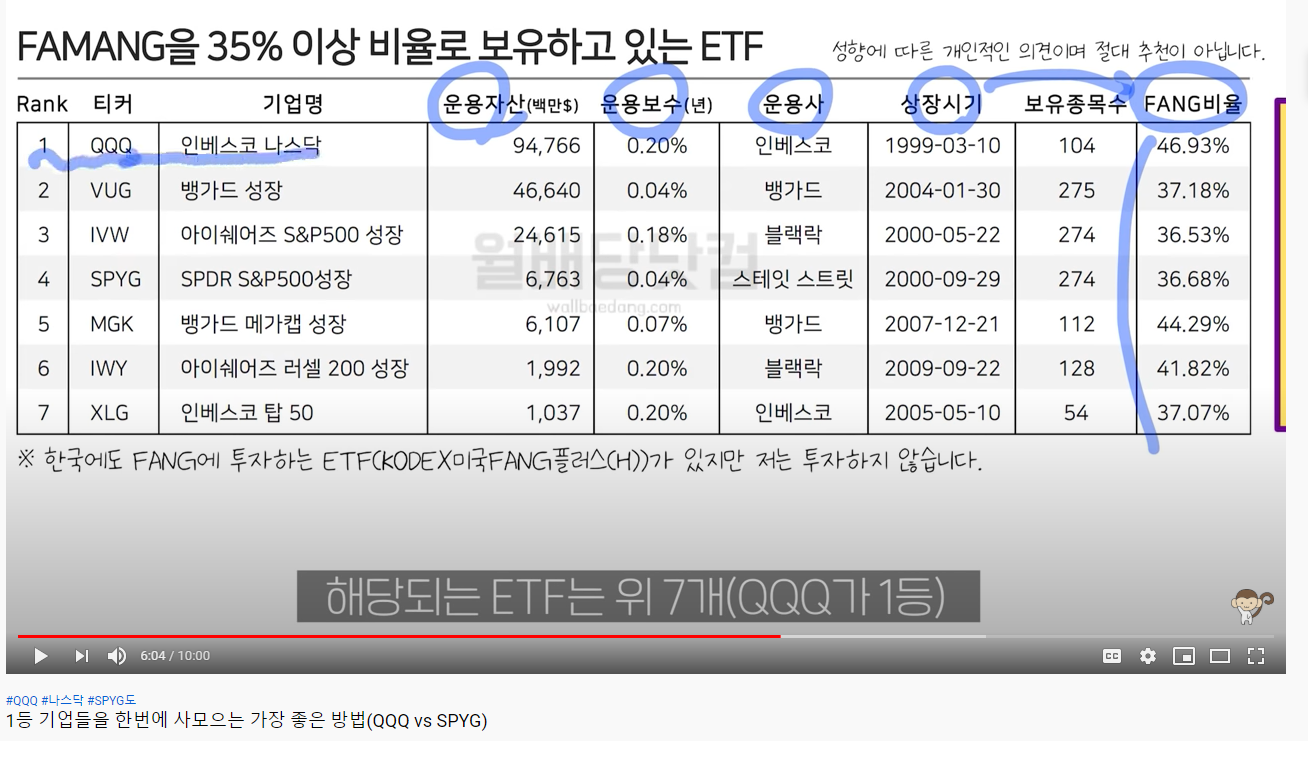 FAMANG을 35% 이상 비율로 보유하고 있는 ETF
성향에 따른 개인적인 의견이며 절대 추천이 아닙니다.
Rank 티커 기업명 운용자산(백만$) 운용보수(년) 운용사 상장시기 보유종목수 FANG비율
1 QQQ 인베스코 나스닥 94,766 0.20% 인베스코 1999-03-10 104 46.93%
2 VUG 뱅가드 성장 46,640 0.04% 뱅가드 2004-01-30 275 37.18%
3 IVW 아이쉐어즈 S&P500 성장 24,615 0.18% 블랙락 2000-05-22 274 36.53%
4 SPYG SPDR S&P500성장 6,763 0.04% 스테잇 스트릿 2000-09-29 274 36.68%
5 MGK 뱅가드 메가캡 성장 6,107 0.07% 뱅가드 2007-12-21 112 44.29%
6 IWY 아이쉐어즈 러셀 200 성장 1,992 0.20% 블랙락 2009-09-22 128 41.82%
7 XLG 인베스코 탑 50 1,037 0.20% 인베스코 2005-05-10 54 37.07%
월배당닷컴
wallbaedang.com
※ 한국에도 FANG에 투자하는 ETF(KODEX미국FANG플러스(H))가 있지만 저는 투자하지 않습니다.
해당되는 ETF는 위 7개(QQQ가 1등)
6:04 / 10:00
CC
#QQQ #나스닥 #SPYG도
1등 기업들을 한번에 사모으는 가장 좋은 방법(QQQ vs SPYG)